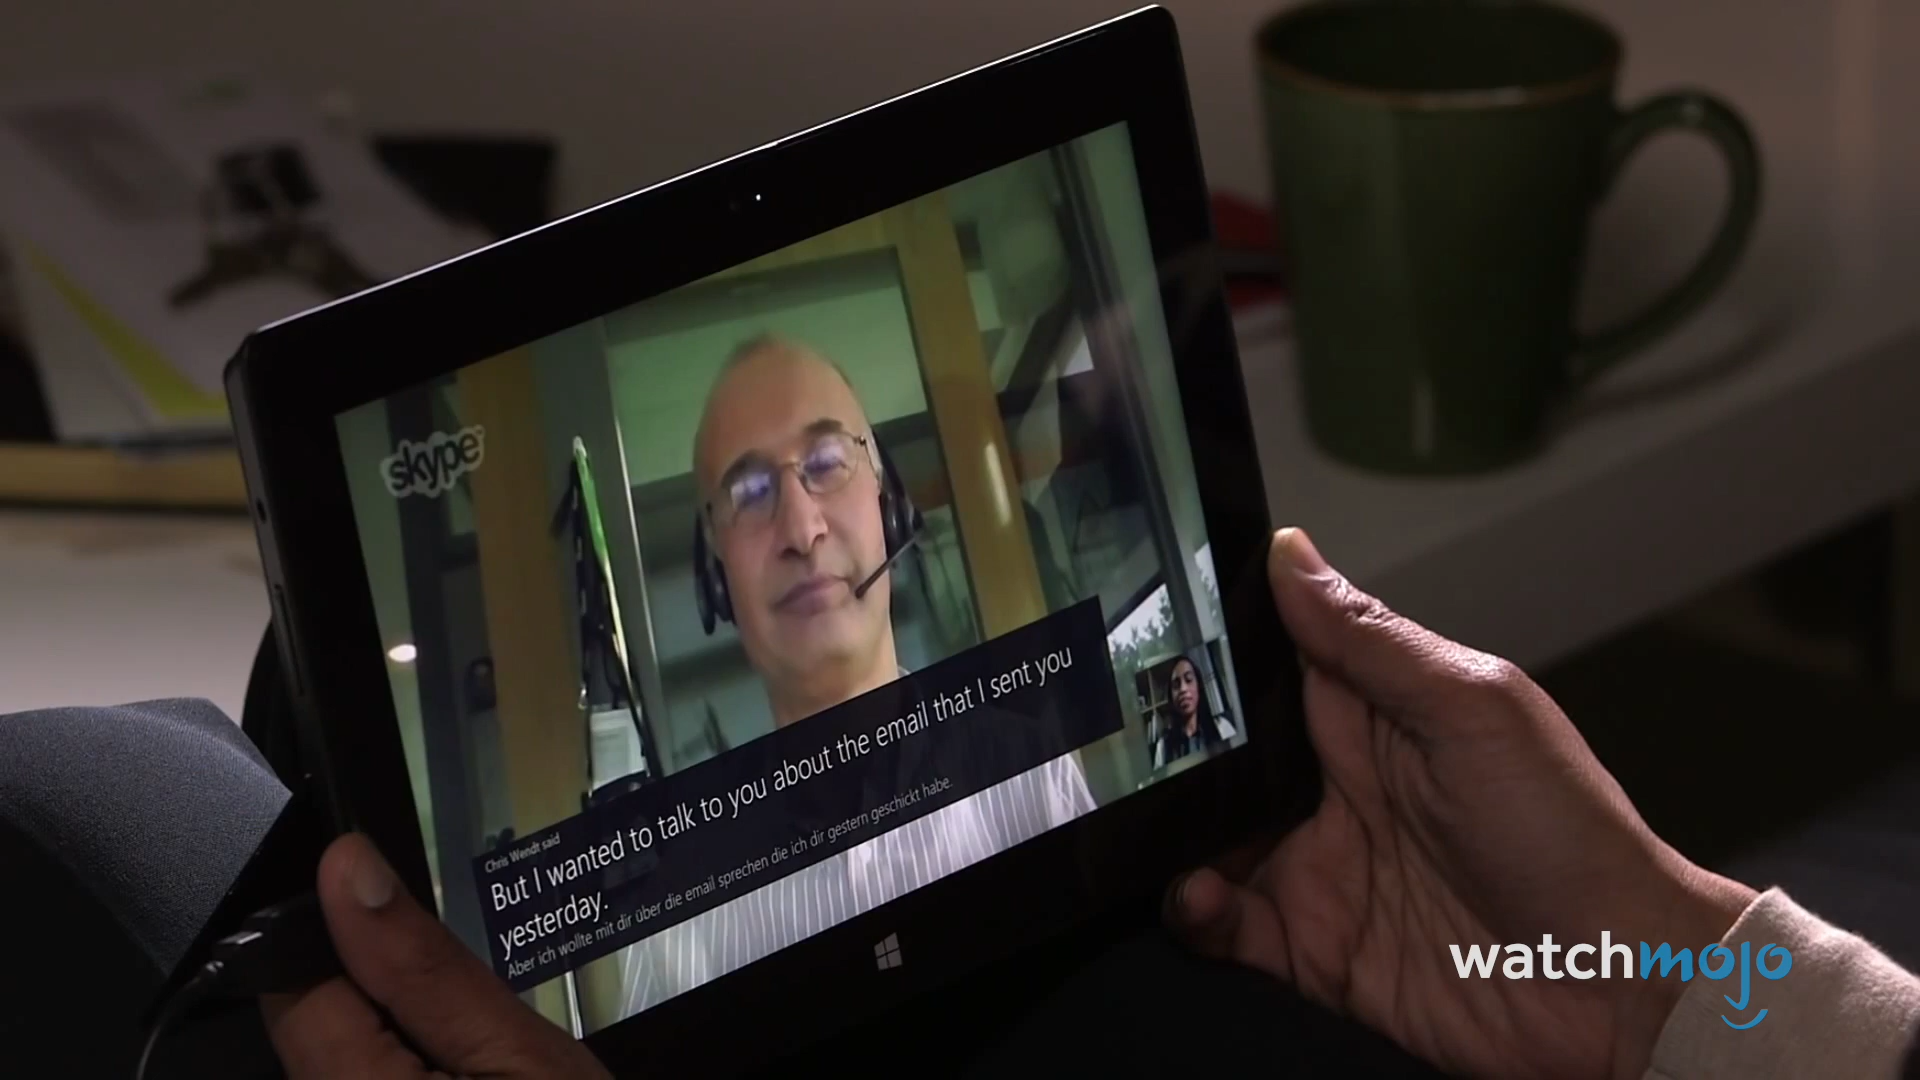 skype™
Chris Wendt said
But I wanted to talk to you about the email that I sent you
yesterday.
Aber ich wollte mit dir über die email sprechen die ich dir gestern geschickt habe.
watchmojo